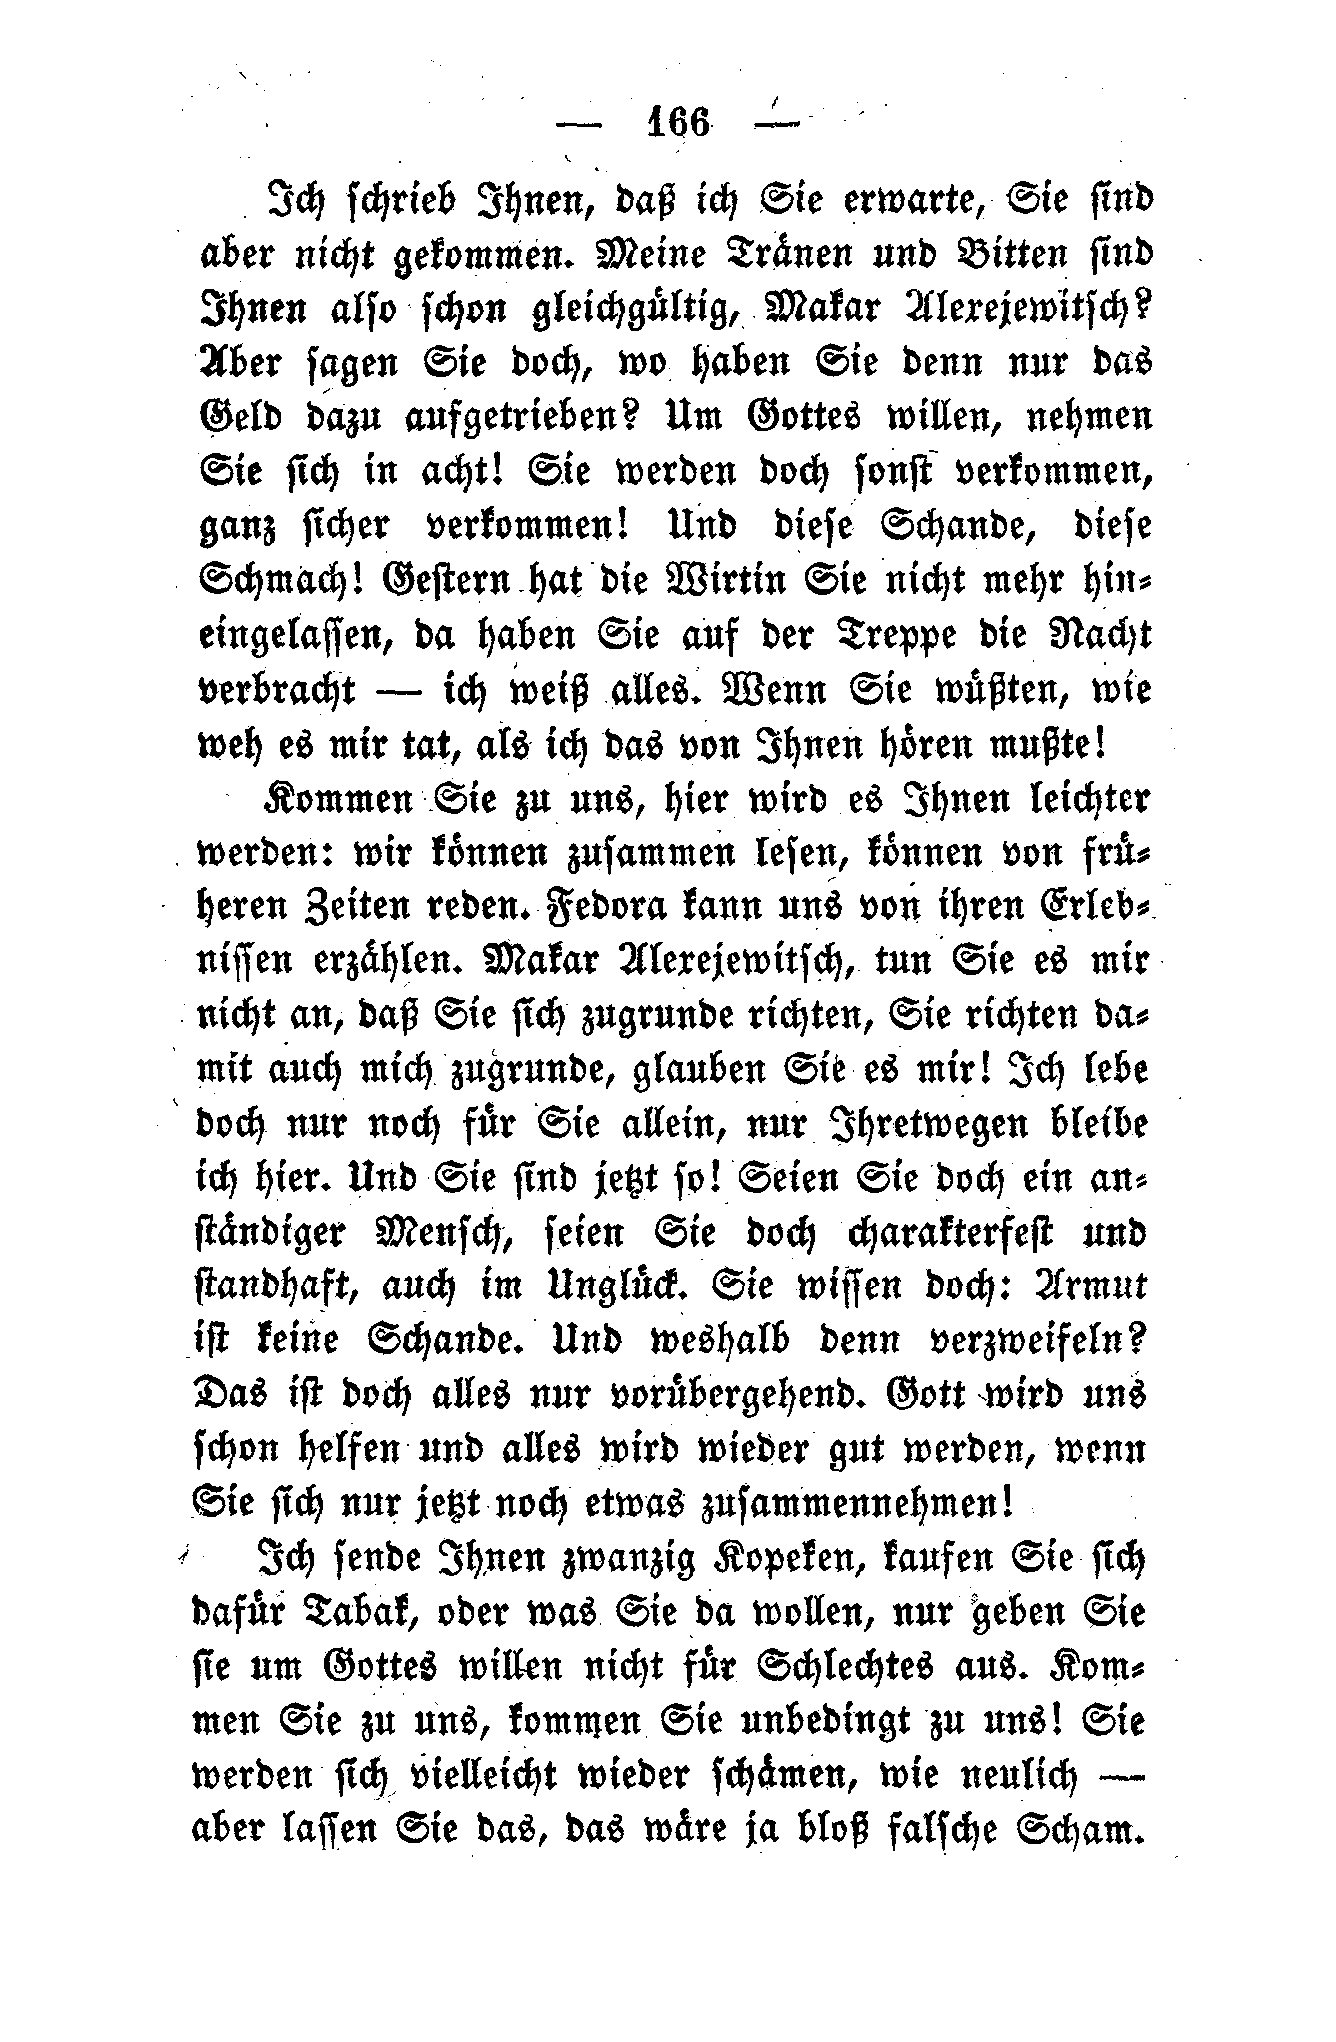 — 166 —
Ich schrieb Ihnen, daß ich Sie erwarte, Sie sind
aber nicht gekommen. Meine Tränen und Bitten sind
Ihnen also schon gleichgültig, Makar Alexejewitsch?
Aber sagen Sie doch, wo haben Sie denn nur das
Geld dazu aufgetrieben? Um Gottes willen, nehmen
Sie sich in acht! Sie werden doch sonst verkommen,
ganz sicher verkommen! Und diese Schande, diese
Schmach! Gestern hat die Wirtin Sie nicht mehr hin-
eingelassen, da haben Sie auf der Treppe die Nacht
verbracht — ich weiß alles. Wenn Sie wüßten, wie
weh es mir tat, als ich das von Ihnen hören mußte!
Kommen Sie zu uns, hier wird es Ihnen leichter
werden: wir können zusammen lesen, können von frü-
heren Zeiten reden. Fedora kann uns von ihren Erleb-
nissen erzählen. Makar Alexejewitsch, tun Sie es mir
nicht an, daß Sie sich zugrunde richten, Sie richten da-
mit auch mich zugrunde, glauben Sie es mir! Ich lebe
doch nur noch für Sie allein, nur Ihretwegen bleibe
ich hier. Und Sie sind jetzt so! Seien Sie doch ein an-
ständiger Mensch, seien Sie doch charakterfest und
standhaft, auch im Unglück. Sie wissen doch: Armut
ist keine Schande. Und weshalb denn verzweifeln?
Das ist doch alles nur vorübergehend. Gott wird uns
schon helfen und alles wird wieder gut werden, wenn
Sie sich nur jetzt noch etwas zusammennehmen!
Ich sende Ihnen zwanzig Kopeken, kaufen Sie sich
dafür Tabak, oder was Sie da wollen, nur geben Sie
sie um Gottes willen nicht für Schlechtes aus. Kom-
men Sie zu uns, kommen Sie unbedingt zu uns! Sie
werden sich vielleicht wieder schämen, wie neulich —
aber lassen Sie das, das wäre ja bloß falsche Scham.